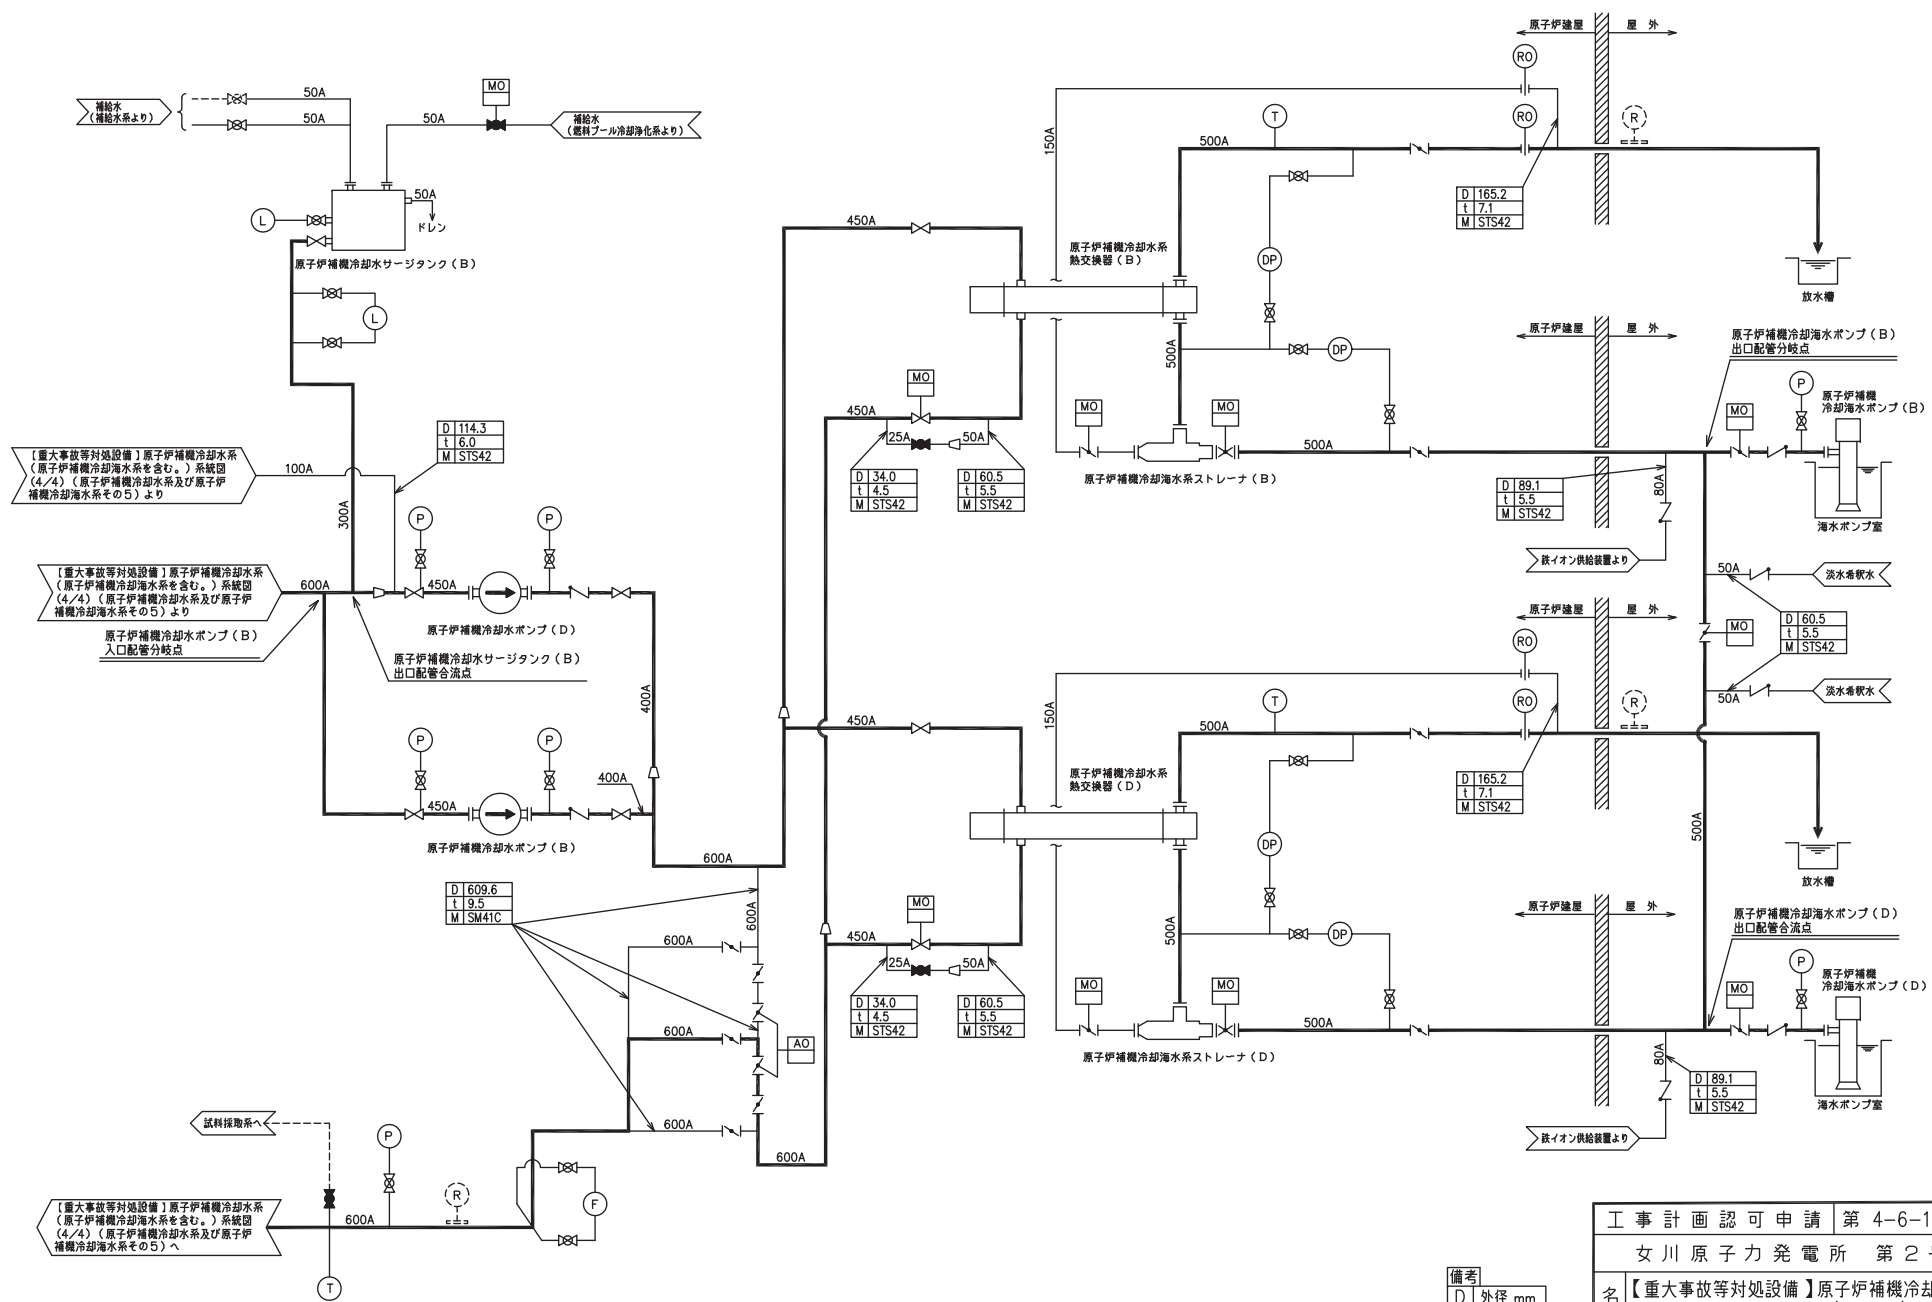 補給水
(補給水系より)
50A
50A
50A
MO
補給水
(燃料プール冷却浄化系より)
50A
ドレン
L
原子炉補機冷却水サージタンク(B)
L
300A
【重大事故等対処設備】原子炉補機冷却水系
(原子炉補機冷却海水系を含む。)系統図
(4/4)(原子炉補機冷却水系及び原子炉
補機冷却海水系その5)より
100A
D 114.3
t 6.0
M STS42
【重大事故等対処設備】原子炉補機冷却水系
(原子炉補機冷却海水系を含む。)系統図
(4/4)(原子炉補機冷却水系及び原子炉
補機冷却海水系その5)より
600A
P
P
450A
原子炉補機冷却水ポンプ(D)
原子炉補機冷却水ポンプ(B)
入口配管分岐点
原子炉補機冷却水サージタンク(B)
出口配管合流点
400A
P
P
450A
400A
原子炉補機冷却水ポンプ(B)
600A
D 609.6
t 9.5
M SM41C
600A
600A
600A
AO
600A
600A
試料採取系へ
P
R
F
【重大事故等対処設備】原子炉補機冷却水系
(原子炉補機冷却海水系を含む。)系統図
(4/4)(原子炉補機冷却水系及び原子炉
補機冷却海水系その5)へ
600A
T
450A
MO
450A
25A
50A
D 34.0
t 4.5
M STS42
D 60.5
t 5.5
M STS42
450A
MO
450A
25A
50A
D 34.0
t 4.5
M STS42
D 60.5
t 5.5
M STS42
原子炉建屋
屋 外
RO
150A
T
RO
R
500A
D 165.2
t 7.1
M STS42
原子炉補機冷却水系
熱交換器(B)
DP
放水槽
原子炉建屋
屋 外
500A
DP
原子炉補機冷却海水ポンプ(B)
出口配管分岐点
P
原子炉補機
冷却海水ポンプ(B)
MO
MO
MO
500A
原子炉補機冷却海水系ストレーナ(B)
D 89.1
t 5.5
M STS42
80A
海水ポンプ室
鉄イオン供給装置より
50A
淡水希釈水
原子炉建屋
屋 外
MO
D 60.5
t 5.5
M STS42
50A
淡水希釈水
RO
150A
T
RO
R
500A
D 165.2
t 7.1
M STS42
原子炉補機冷却水系
熱交換器(D)
DP
500A
放水槽
原子炉建屋
屋 外
500A
DP
原子炉補機冷却海水ポンプ(D)
出口配管合流点
P
原子炉補機
冷却海水ポンプ(D)
MO
MO
MO
500A
原子炉補機冷却海水系ストレーナ(D)
80A
D 89.1
t 5.5
M STS42
海水ポンプ室
鉄イオン供給装置より
工事計画認可申請 第 4-6-1
女川原子力発電所 第2
備考
D 外径 mm
名 【重大事故等対処設備】原子炉補機冷却